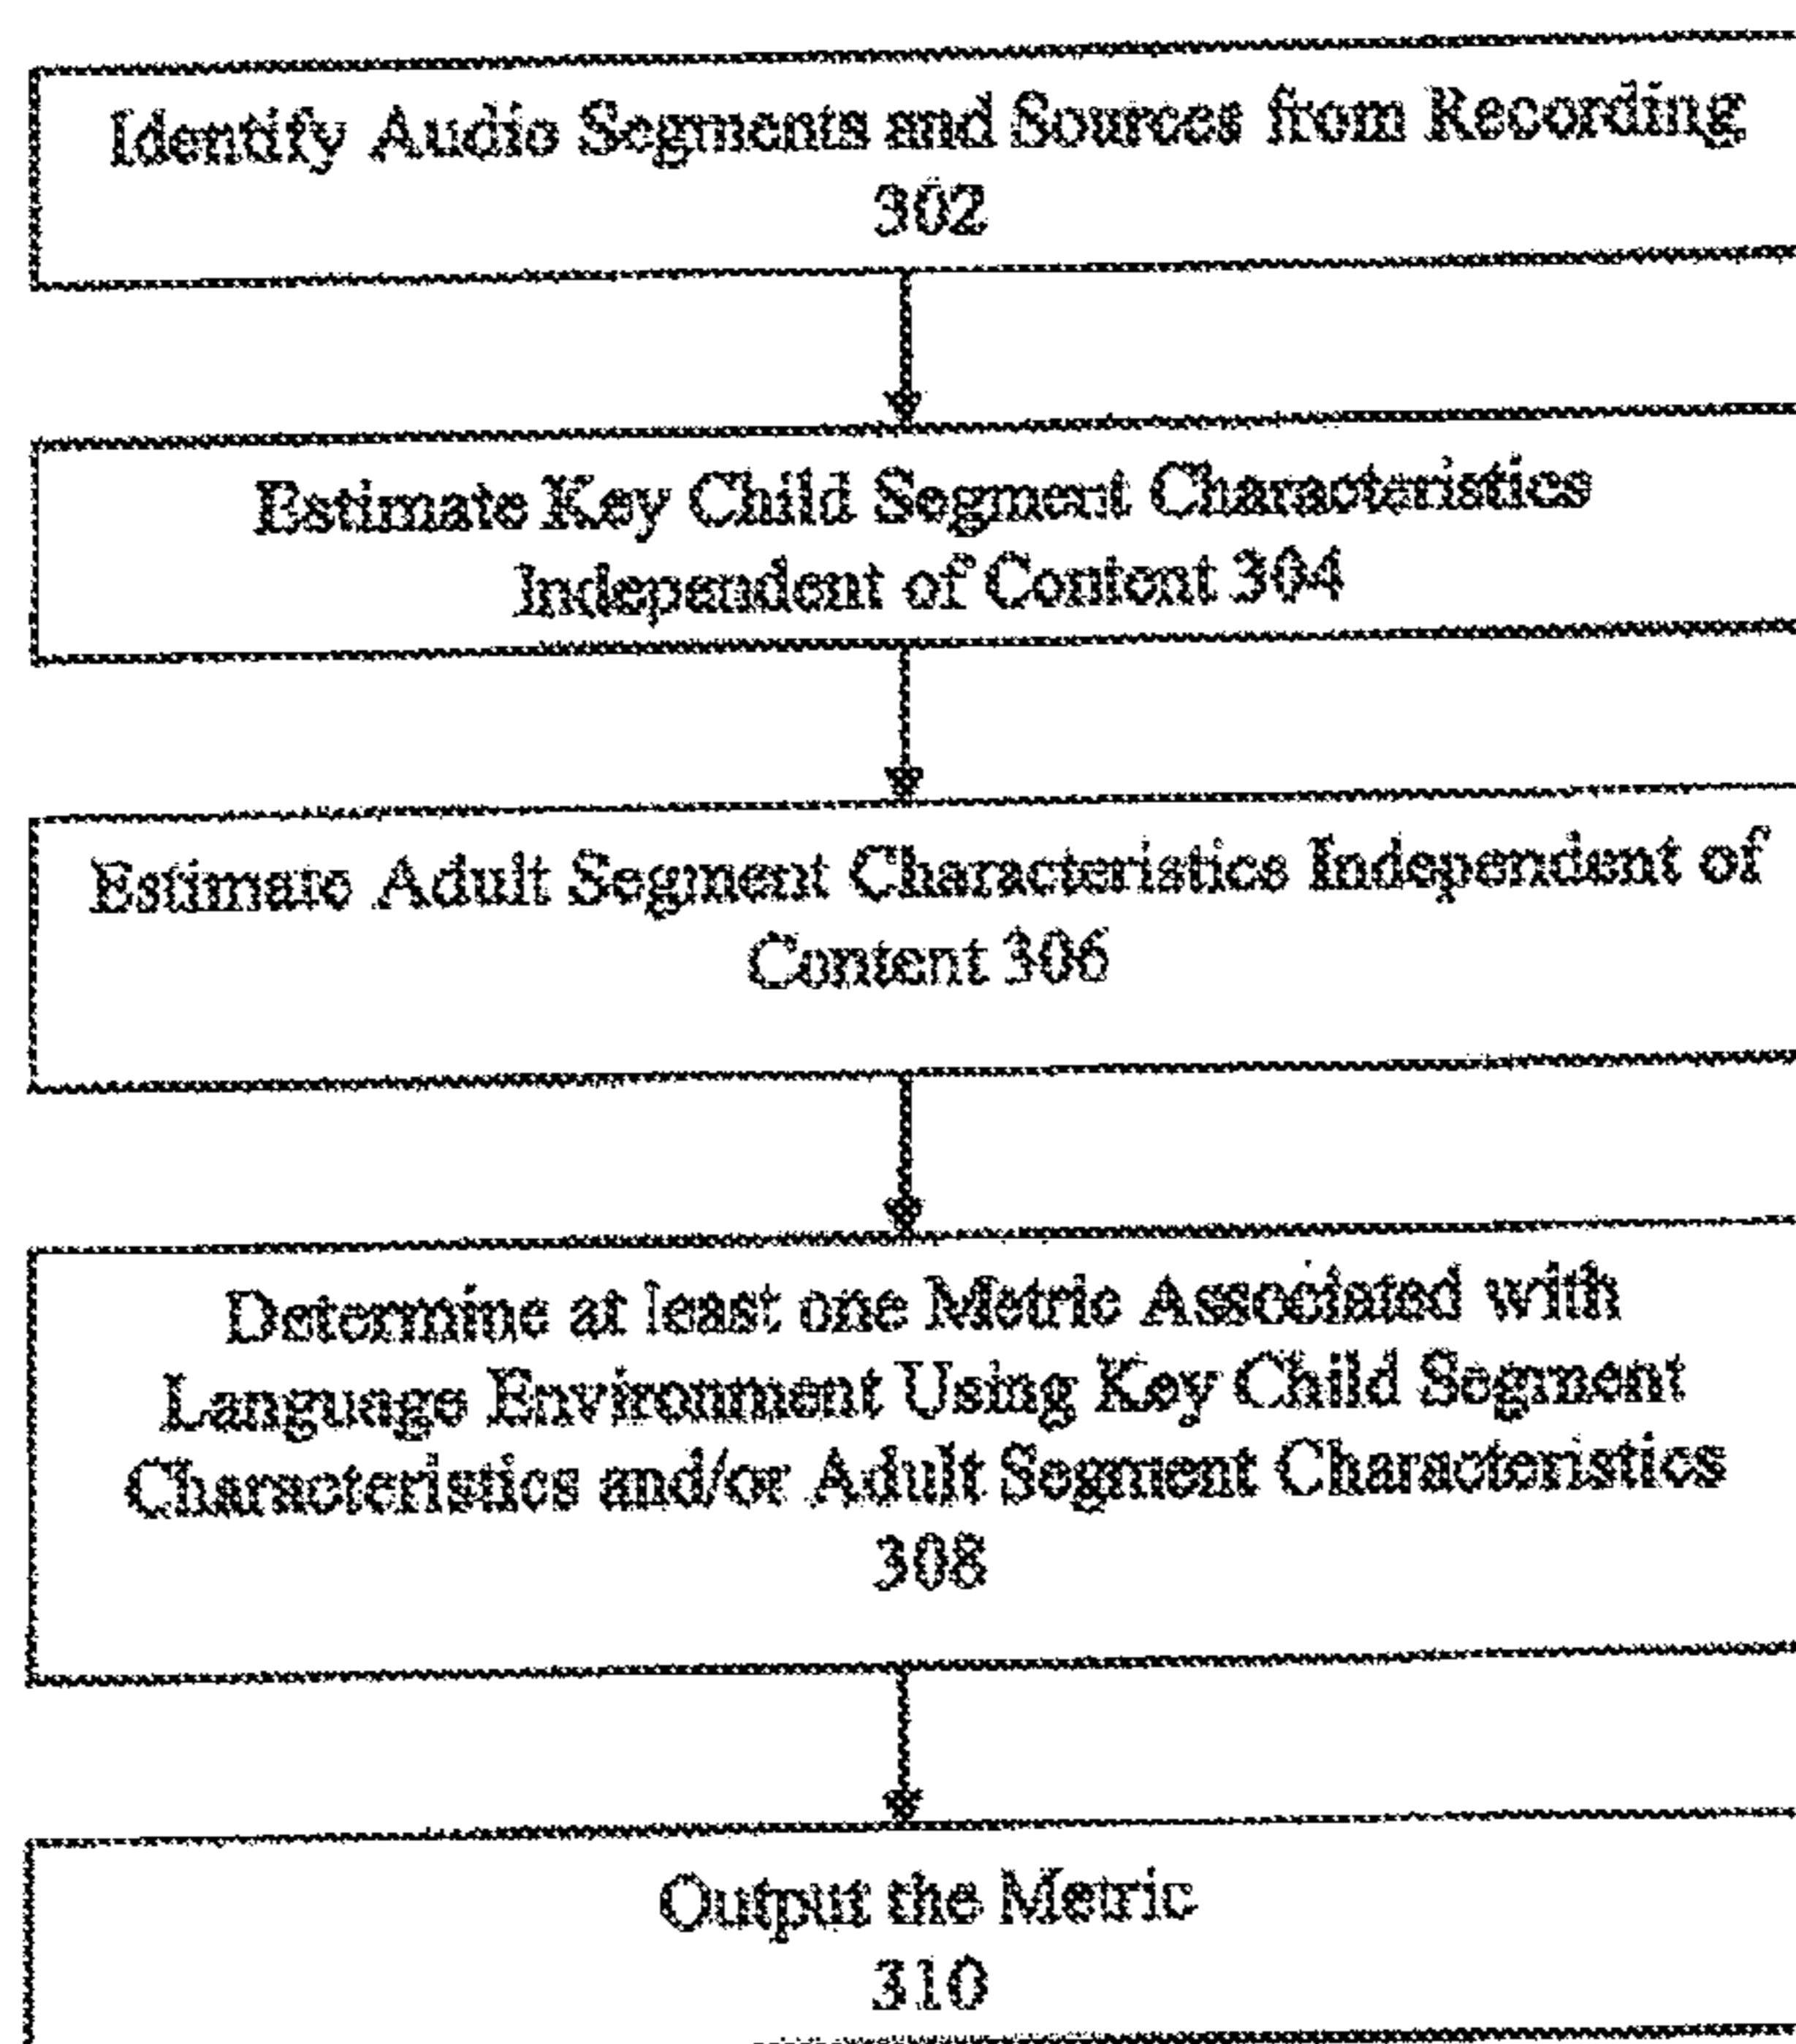 Identify Audio Segments and Sources from Recording
302
Estimate Key Child Segment Characteristics
Independent of Content 304
Estimate Adult Segment Characteristics Independent of
Content 306
Determine at least one Metric Associated with
Language Environment Using Key Child Segment
Characteristics and/or Adult Segment Characteristics
308
Output the Metric
310